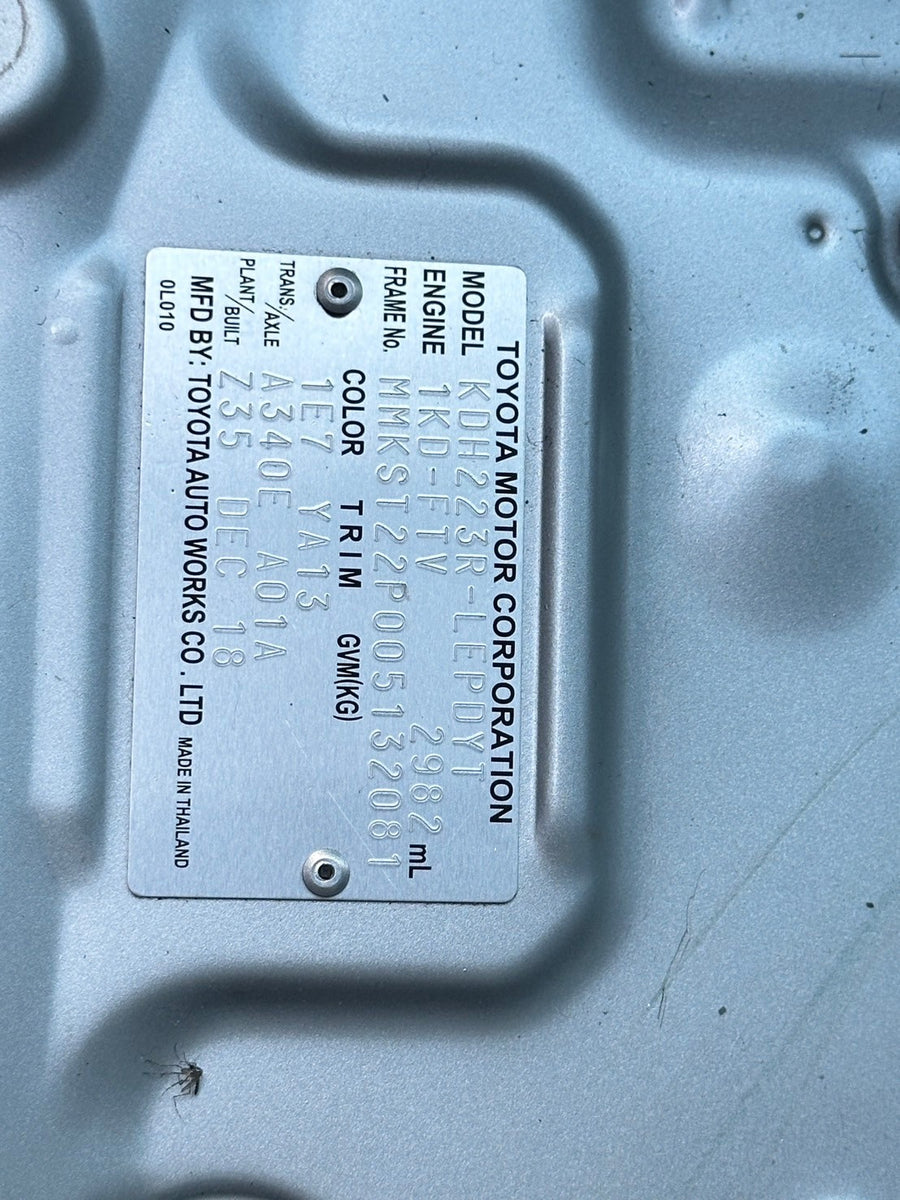 TOYOTA MOTOR CORPORATION
MODEL KDH223R-LEPDYT
ENGINE 1KD-FTV 2982 mL
FRAME No. MMKST22P005132081
COLOR TRIM GVM(KG)
1E7 YA13
TRANS./AXLE A340E A01A
PLANT/BUILT Z35 DEC 18
MFD BY: TOYOTA AUTO WORKS CO . LTD MADE IN THAILAND
0L010